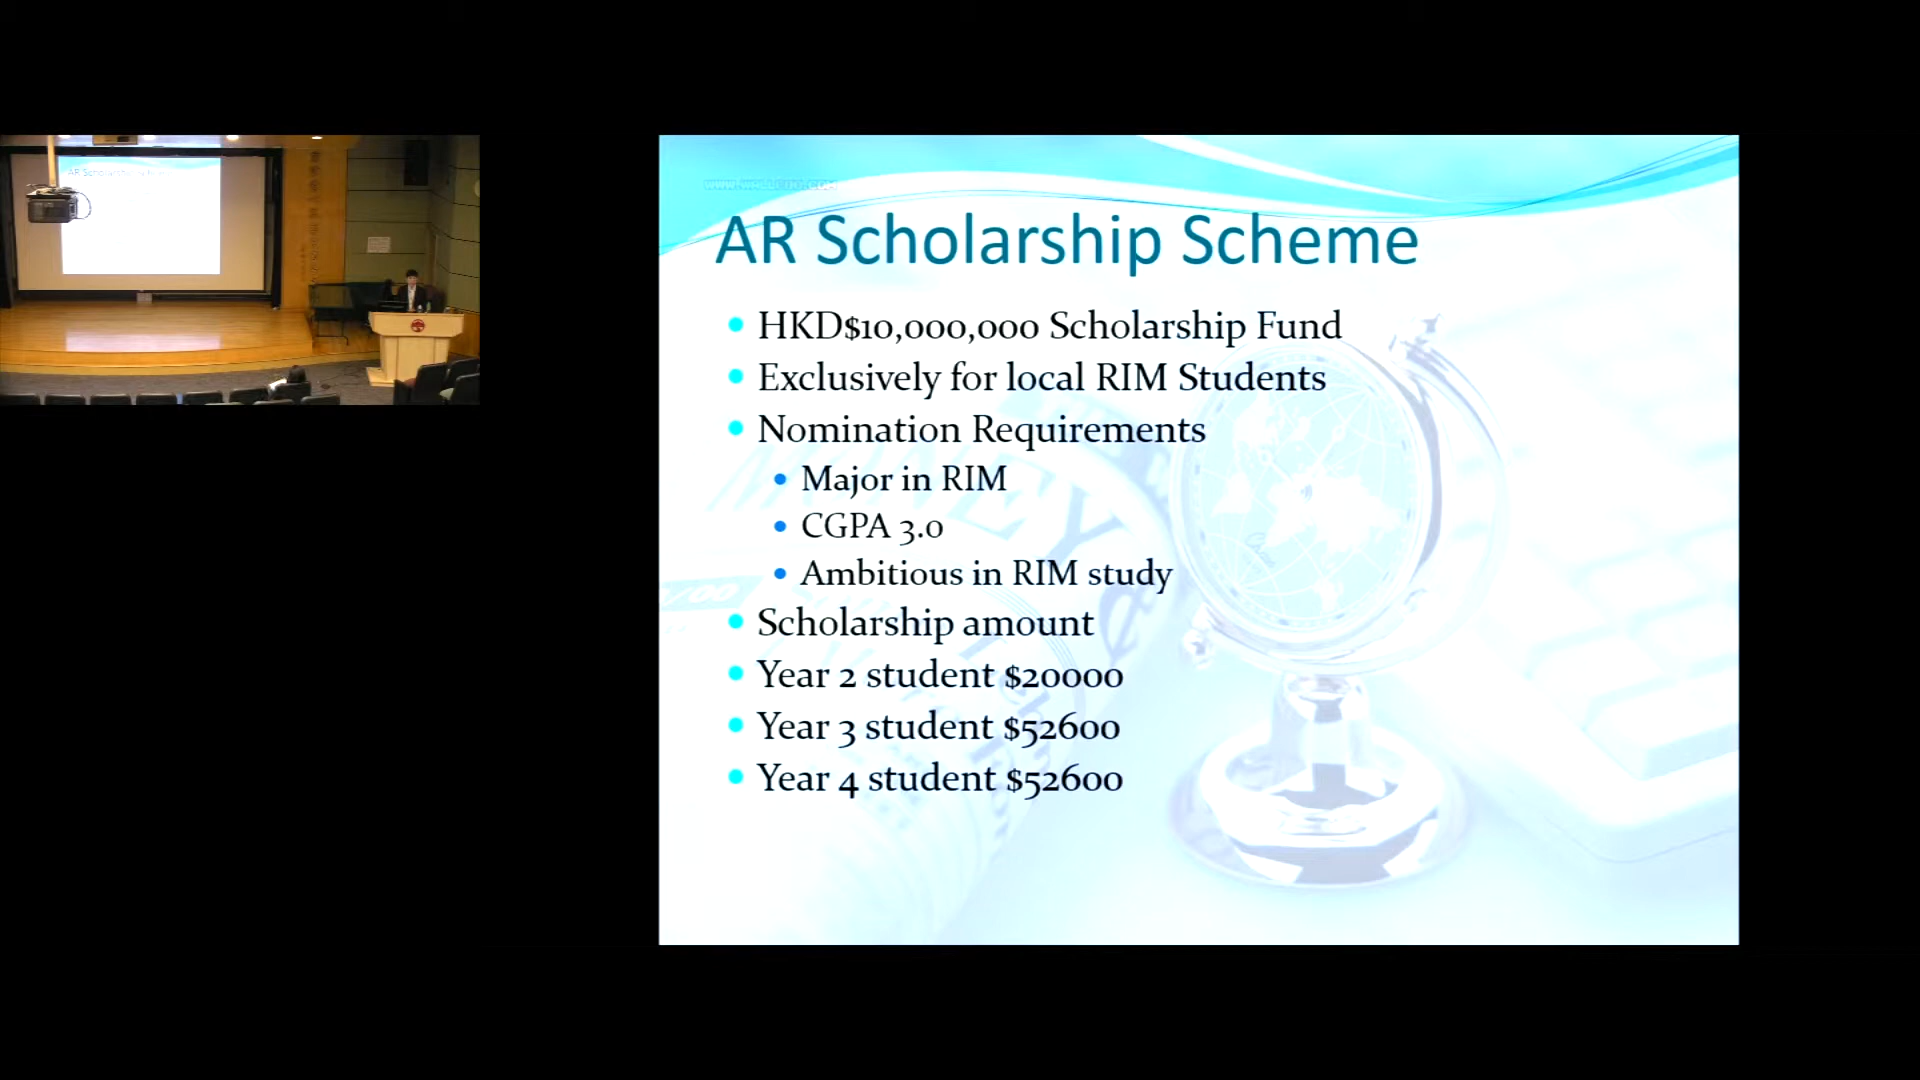 AR Scholarship Scheme
HKD$10,000,000 Scholarship Fund
Exclusively for local RIM Students
Nomination Requirements
Major in RIM
CGPA 3.0
Ambitious in RIM study
Scholarship amount
Year 2 student $20000
Year 3 student $52600
Year 4 student $52600